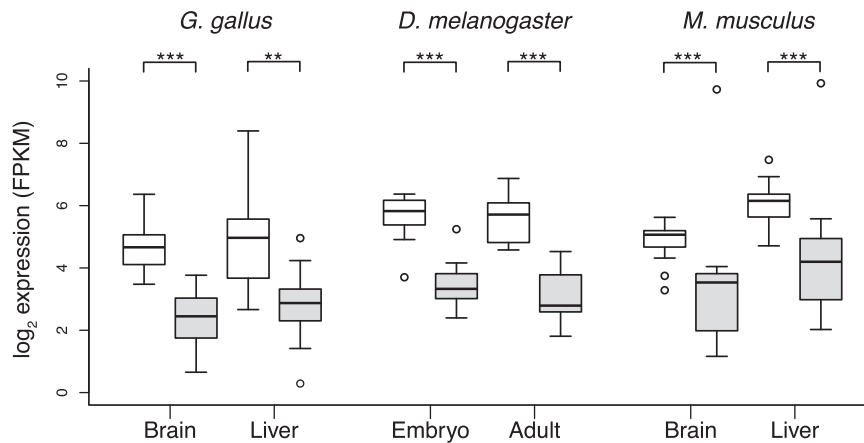 G. gallus D. melanogaster M. musculus
*** ** *** *** *** ***
log2 expression (FPKM)
10
8
6
4
2
0
Brain Liver Embryo Adult Brain Liver